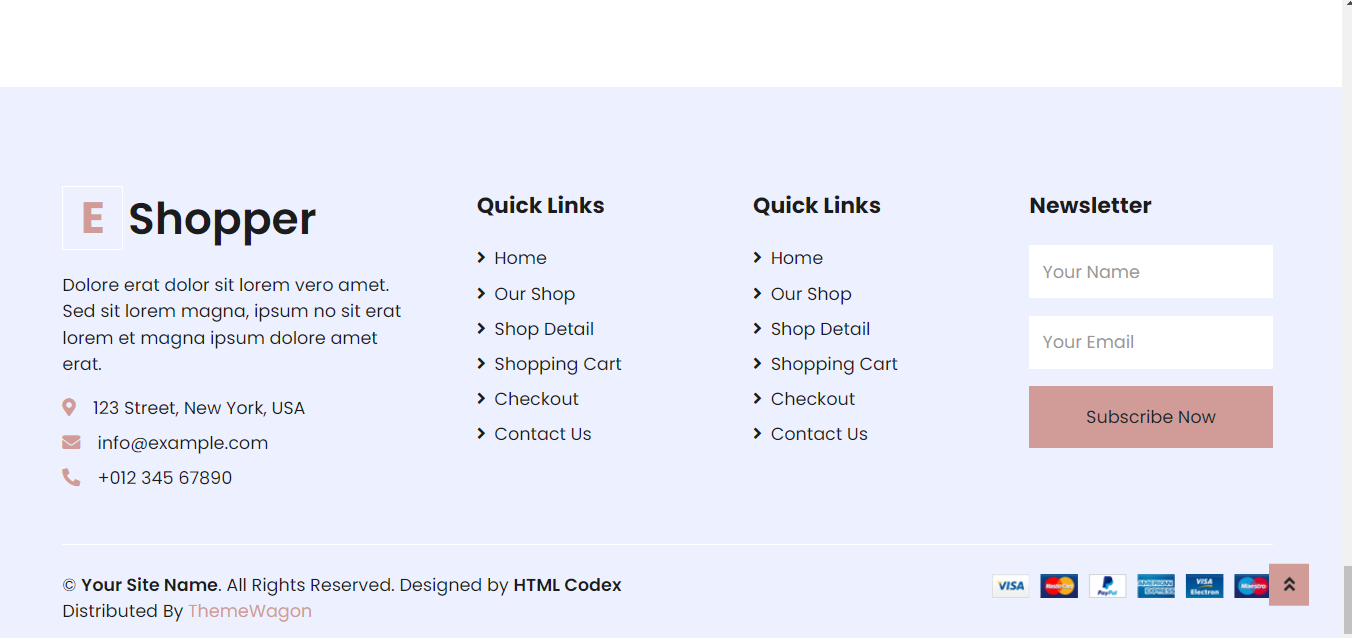 E Shopper
Dolore erat dolor sit lorem vero amet.
Sed sit lorem magna, ipsum no sit erat
lorem et magna ipsum dolore amet
erat.
123 Street, New York, USA
info@example.com
+012 345 67890
Quick Links
Home
Our Shop
Shop Detail
Shopping Cart
Checkout
Contact Us
Quick Links
Home
Our Shop
Shop Detail
Shopping Cart
Checkout
Contact Us
Newsletter
Your Name
Your Email
Subscribe Now
© Your Site Name. All Rights Reserved. Designed by HTML Codex
Distributed By ThemeWagon
VISA
MasterCard
PayPal
AMERICAN EXPRESS
VISA Electron
Maestro